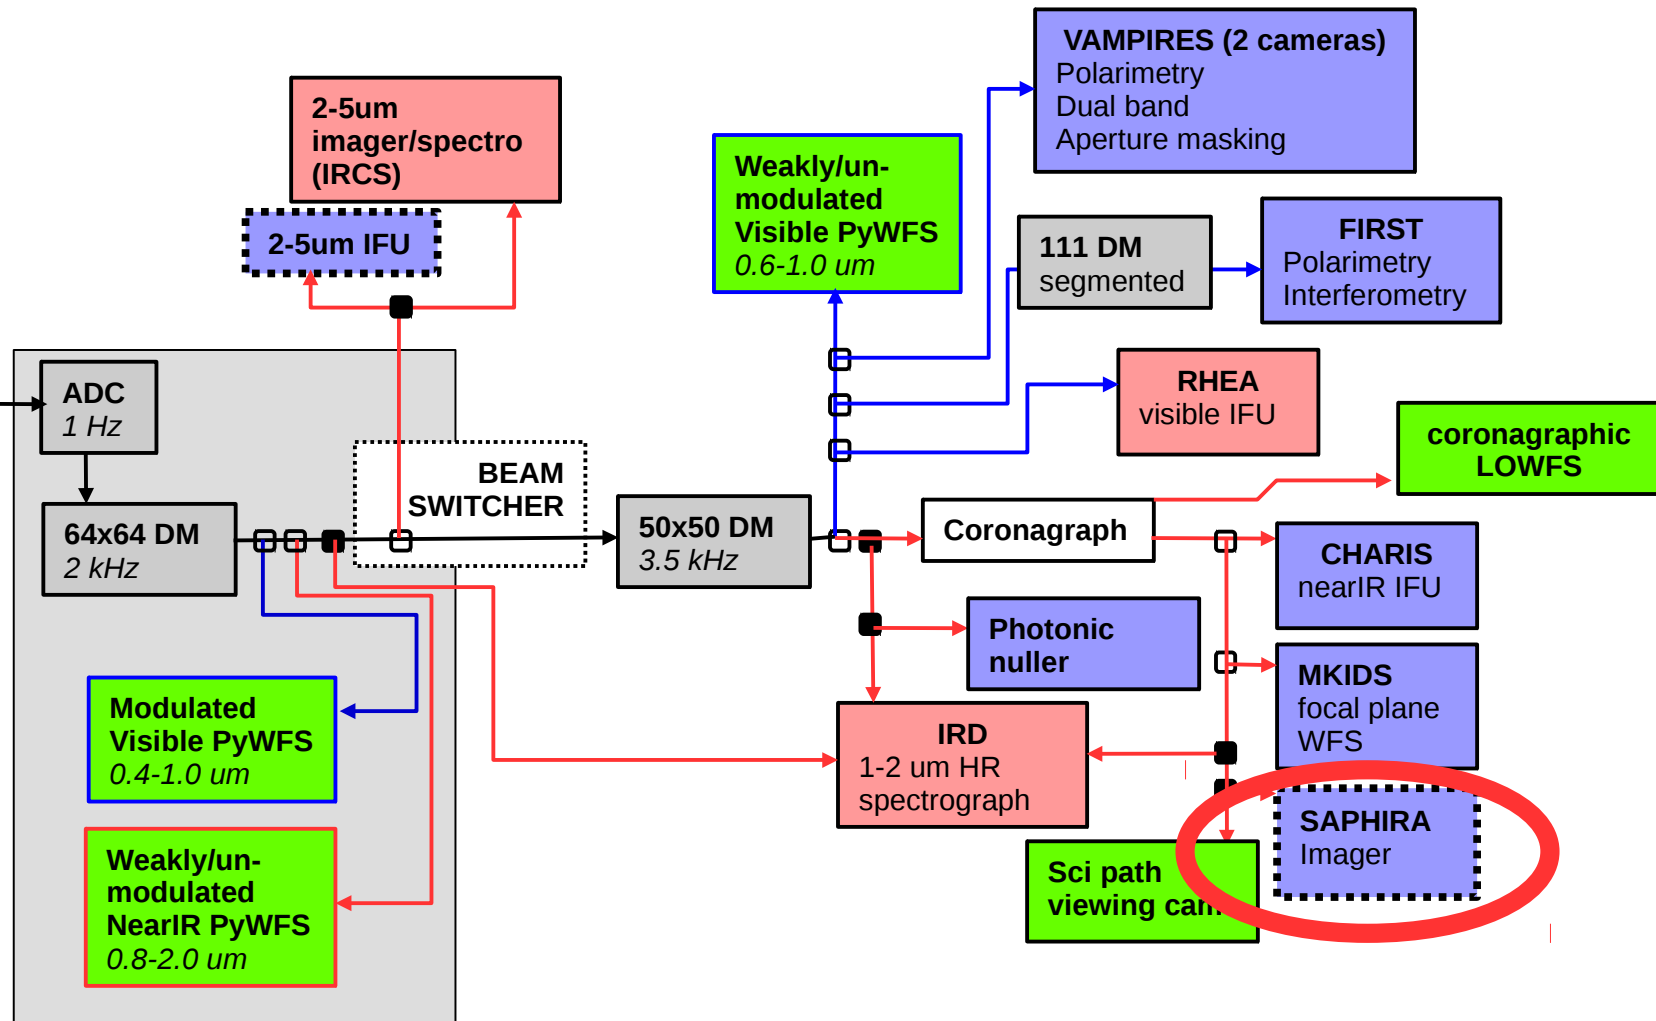 VAMPIRES (2 cameras)
Polarimetry
Dual band
Aperture masking
2-5um
imager/spectro
(IRCS)
2-5um IFU
Weakly/un-
modulated
Visible PyWFS
0.6-1.0 um
111 DM
segmented
FIRST
Polarimetry
Interferometry
ADC
1 Hz
RHEA
visible IFU
coronagraphic
LOWFS
BEAM
SWITCHER
64x64 DM
2 kHz
50x50 DM
3.5 kHz
Coronagraph
CHARIS
nearIR IFU
Photonic
nuller
MKIDS
focal plane
WFS
Modulated
Visible PyWFS
0.4-1.0 um
IRD
1-2 um HR
spectrograph
SAPHIRA
Imager
Weakly/un-
modulated
NearIR PyWFS
0.8-2.0 um
Sci path
viewing cam